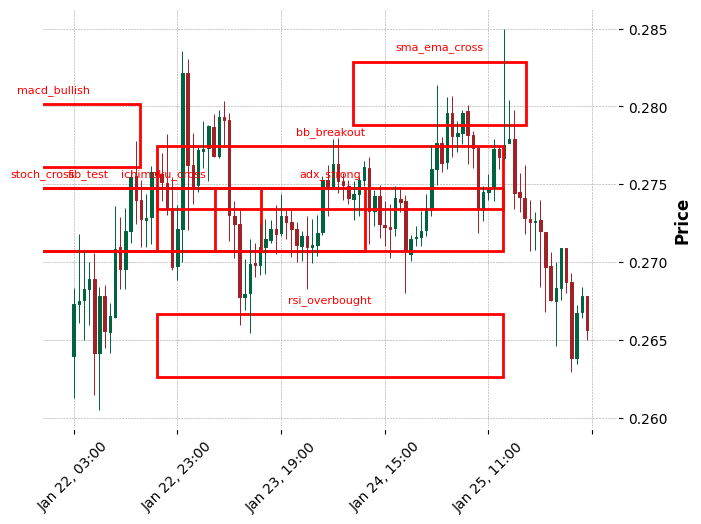 sma_ema_cross
macd_bullish
bb_breakout
stoch_cross
fib_test
ichimoku_cross
adx_strong
rsi_overbought
0.285
0.280
0.275
0.270
0.265
0.260
Price
Jan 22, 03:00
Jan 22, 23:00
Jan 23, 19:00
Jan 24, 15:00
Jan 25, 11:00